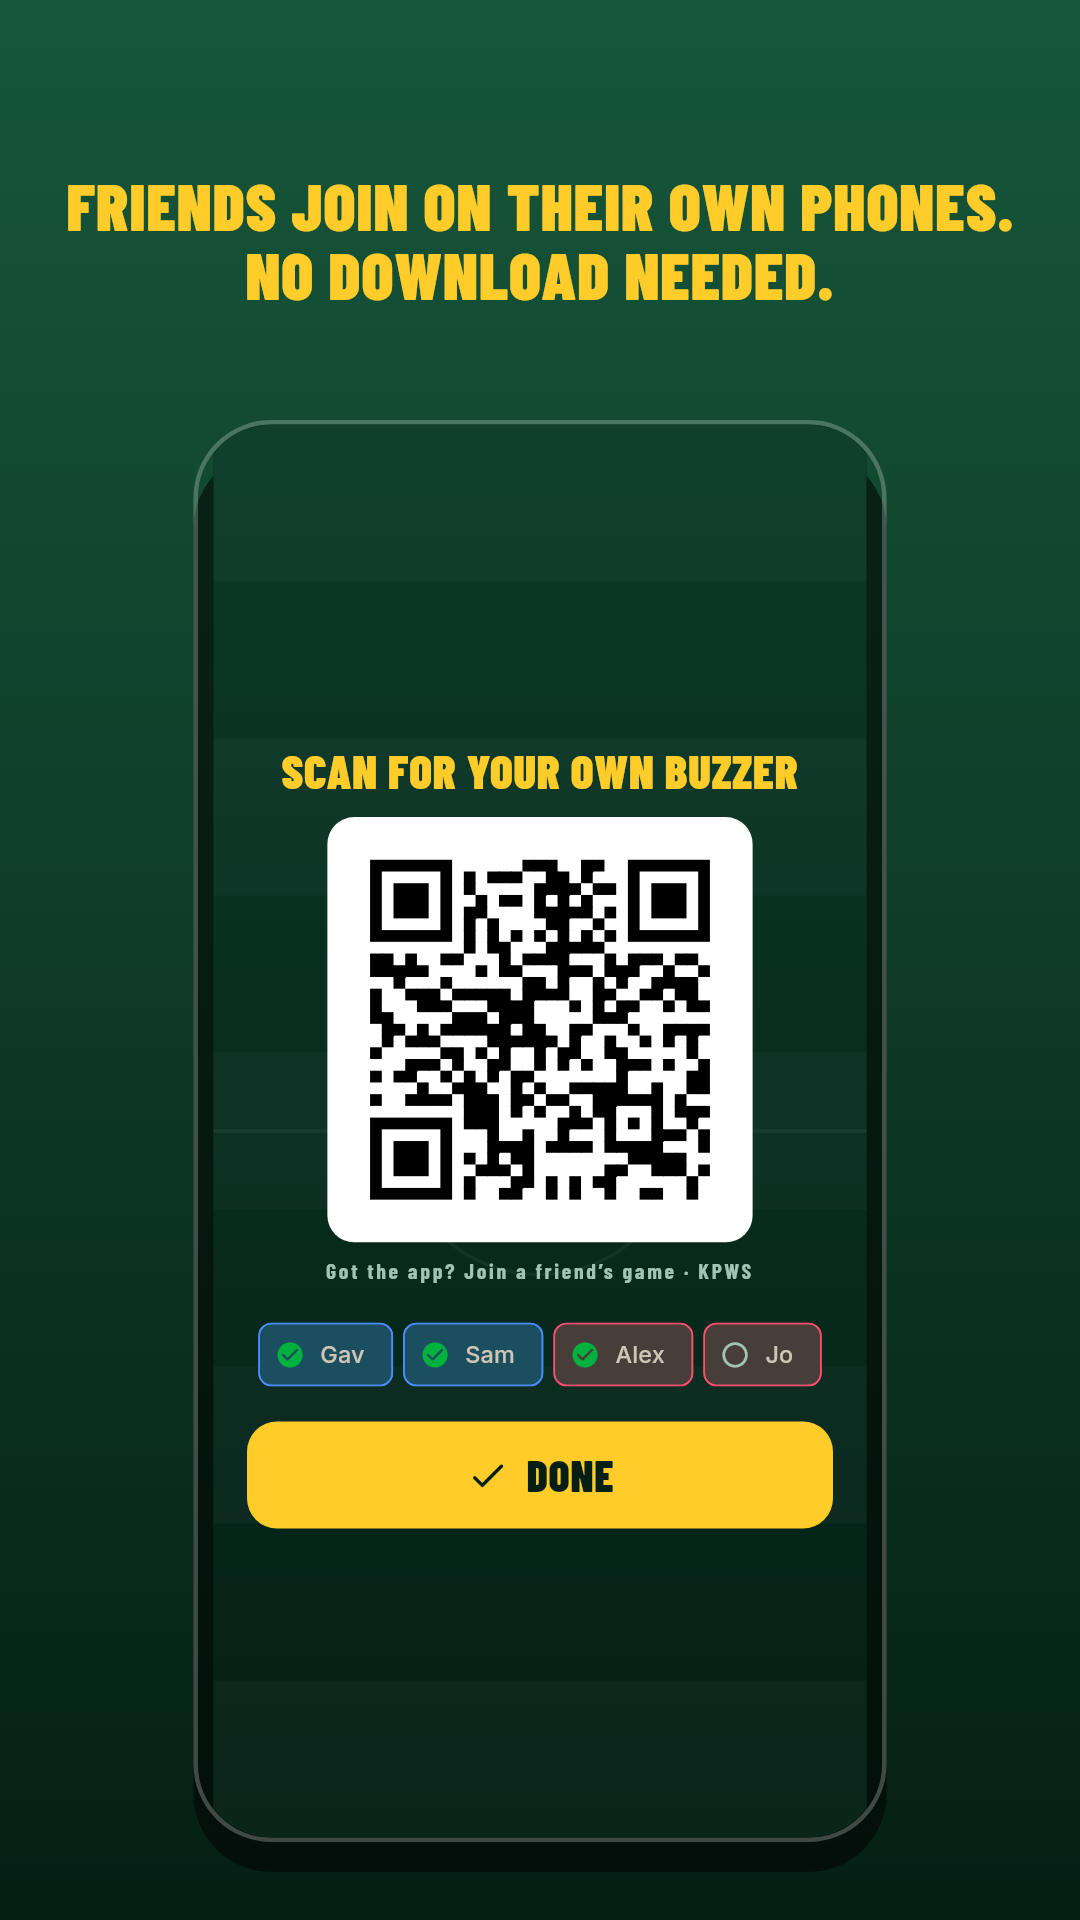 FRIENDS JOIN ON THEIR OWN PHONES.
NO DOWNLOAD NEEDED.
SCAN FOR YOUR OWN BUZZER
Got the app? Join a friend’s game · KPWS
Gav Sam Alex Jo
DONE